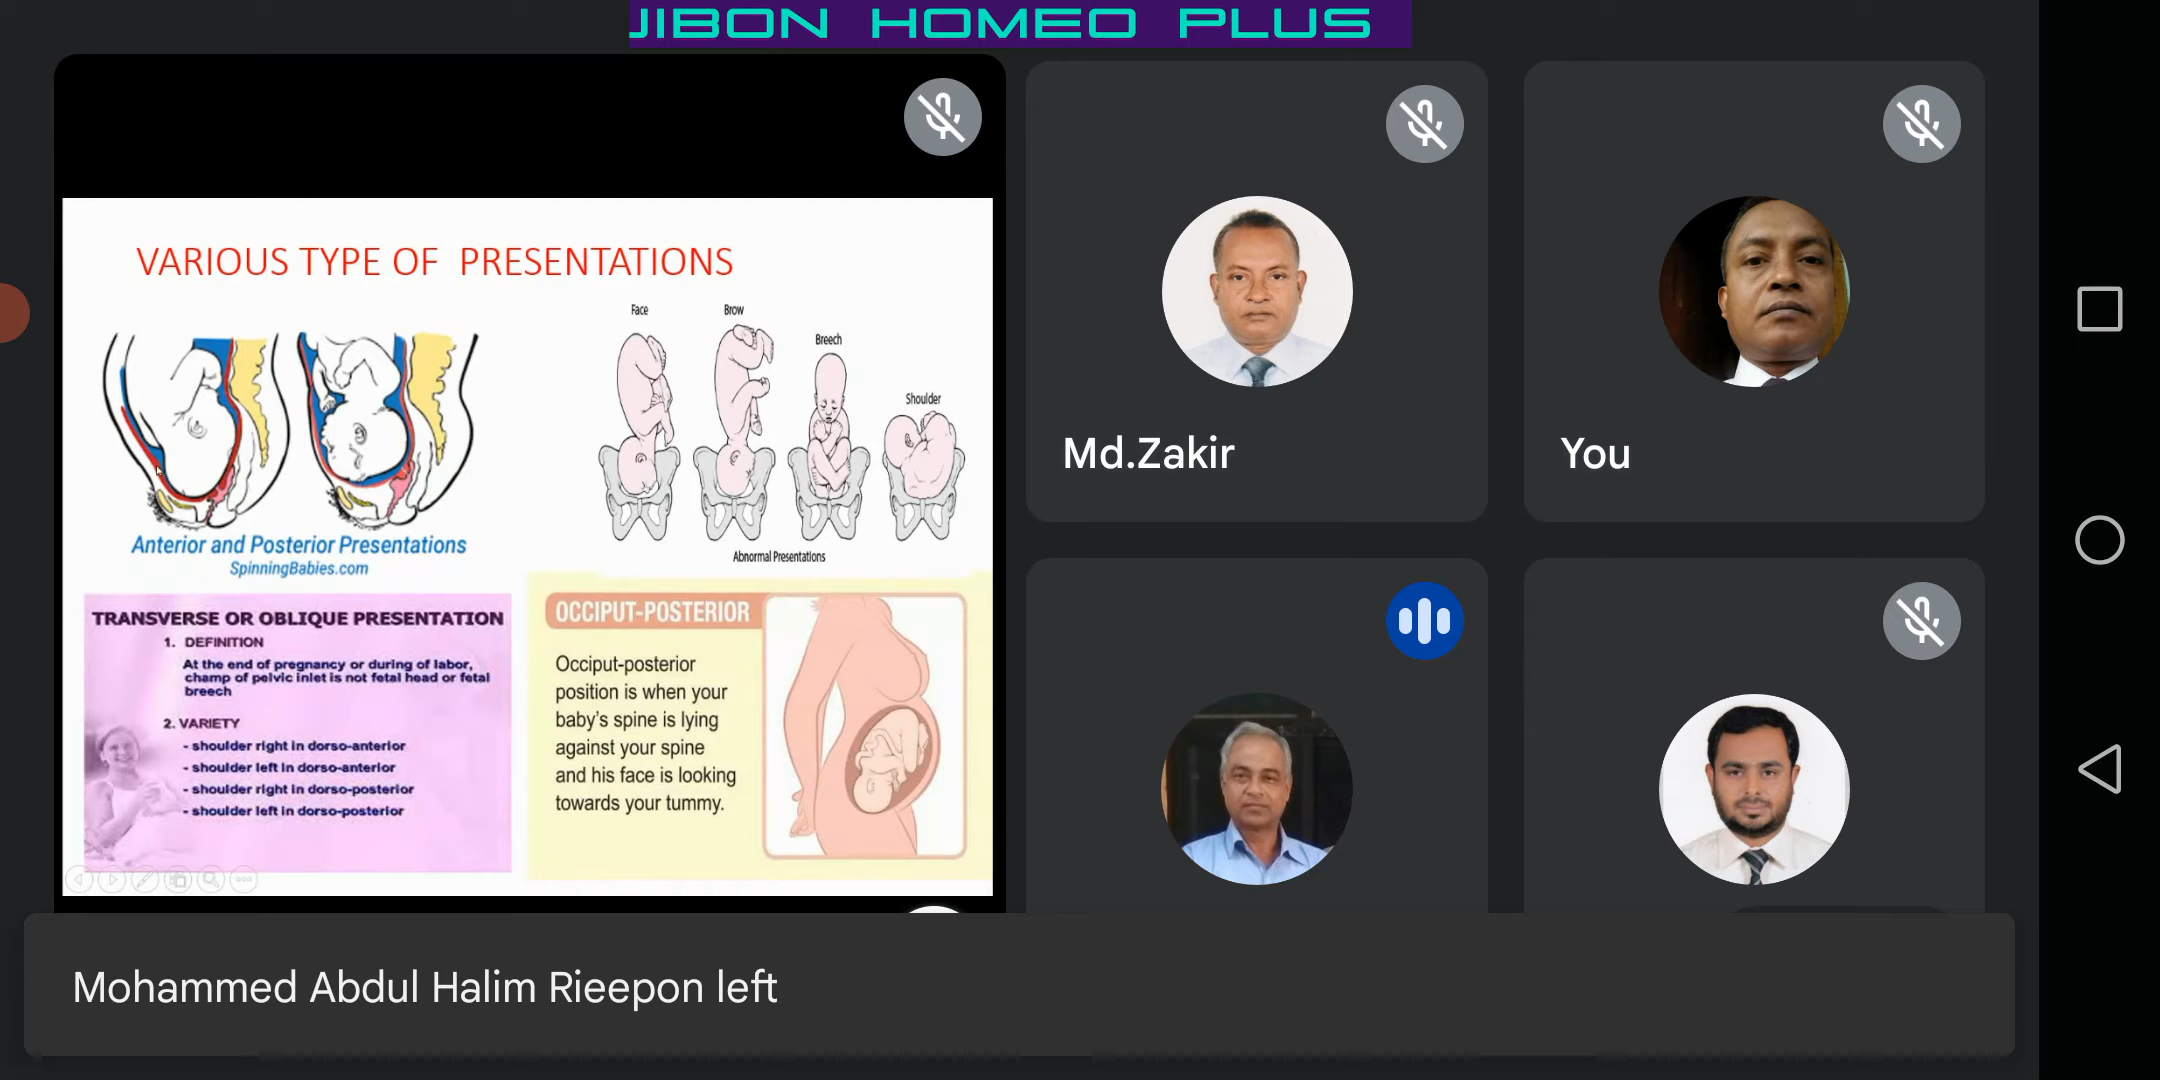 JIBON HOMEO PLUS
VARIOUS TYPE OF PRESENTATIONS
Face
Brow
Breech
Shoulder
Abnormal Presentations
Anterior and Posterior Presentations
SpinningBabies.com
TRANSVERSE OR OBLIQUE PRESENTATION
1. DEFINITION
At the end of pregnancy or during of labor,
champ of pelvic inlet is not fetal head or fetal
breech
2. VARIETY
- shoulder right in dorso-anterior
- shoulder left in dorso-anterior
- shoulder right in dorso-posterior
- shoulder left in dorso-posterior
OCCIPUT-POSTERIOR
Occiput-posterior
position is when your
baby's spine is lying
against your spine
and his face is looking
towards your tummy.
Md.Zakir
You
Mohammed Abdul Halim Rieepon left